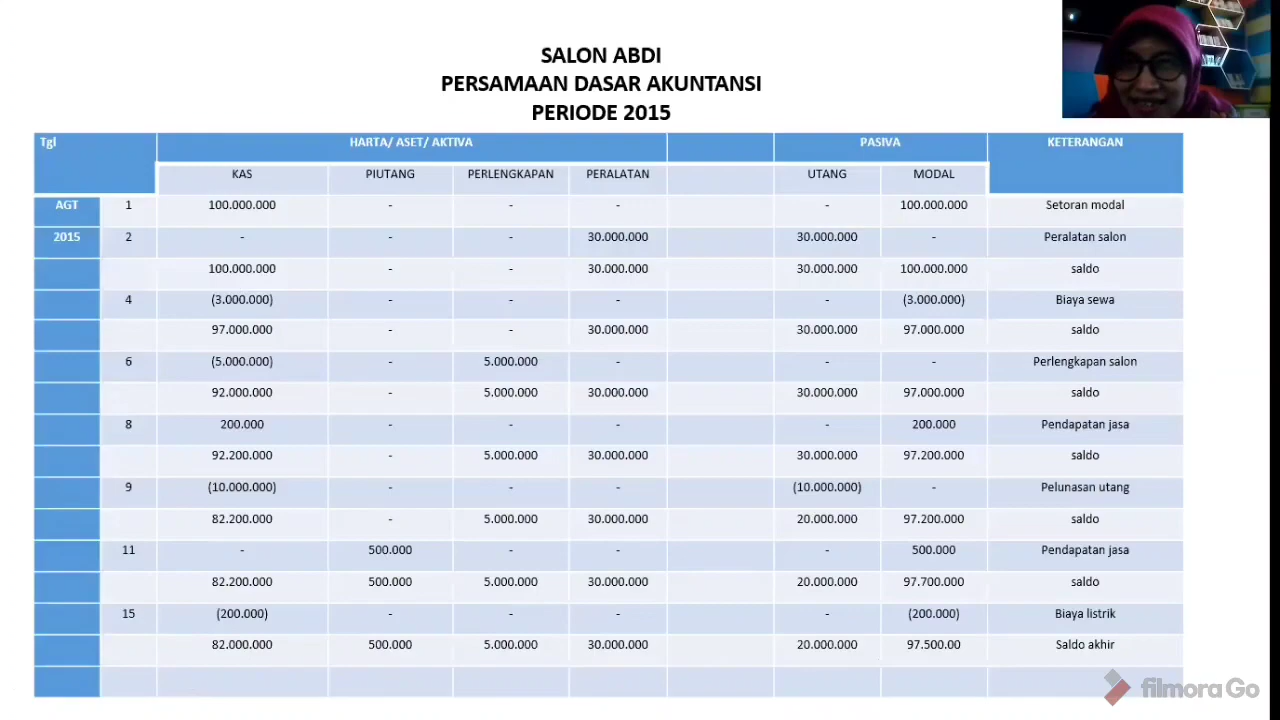 SALON ABDI
PERSAMAAN DASAR AKUNTANSI
PERIODE 2015
Tgl HARTA/ ASET/ AKTIVA PASIVA KETERANGAN
KAS PIUTANG PERLENGKAPAN PERALATAN UTANG MODAL
AGT 1 100.000.000 - - - - 100.000.000 Setoran modal
2015 2 - - - 30.000.000 30.000.000 - Peralatan salon
100.000.000 - - 30.000.000 30.000.000 100.000.000 saldo
4 (3.000.000) - - - - (3.000.000) Biaya sewa
97.000.000 - - 30.000.000 30.000.000 97.000.000 saldo
6 (5.000.000) - 5.000.000 - - - Perlengkapan salon
92.000.000 - 5.000.000 30.000.000 30.000.000 97.000.000 saldo
8 200.000 - - - - 200.000 Pendapatan jasa
92.200.000 - 5.000.000 30.000.000 30.000.000 97.200.000 saldo
9 (10.000.000) - - - (10.000.000) - Pelunasan utang
82.200.000 - 5.000.000 30.000.000 20.000.000 97.200.000 saldo
11 - 500.000 - - - 500.000 Pendapatan jasa
82.200.000 500.000 5.000.000 30.000.000 20.000.000 97.700.000 saldo
15 (200.000) - - - - (200.000) Biaya listrik
82.000.000 500.000 5.000.000 30.000.000 20.000.000 97.500.00 Saldo akhir
filmora Go